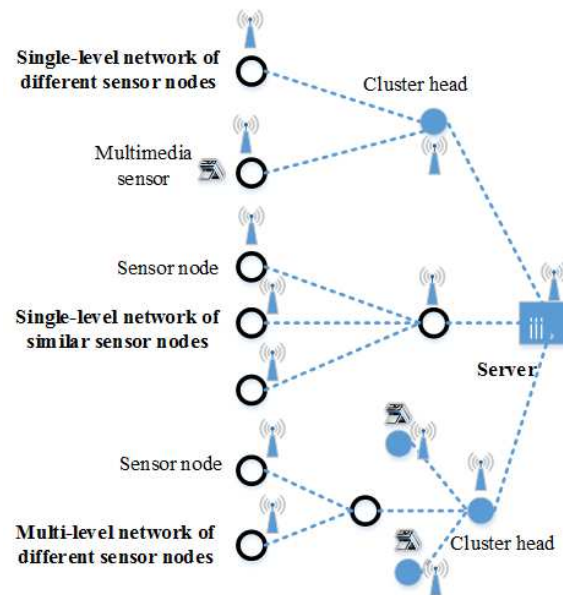 Single-level network of
different sensor nodes
Cluster head
Multimedia
sensor
Sensor node
Single-level network of
similar sensor nodes
Server
Sensor node
Multi-level network of
different sensor nodes
Cluster head